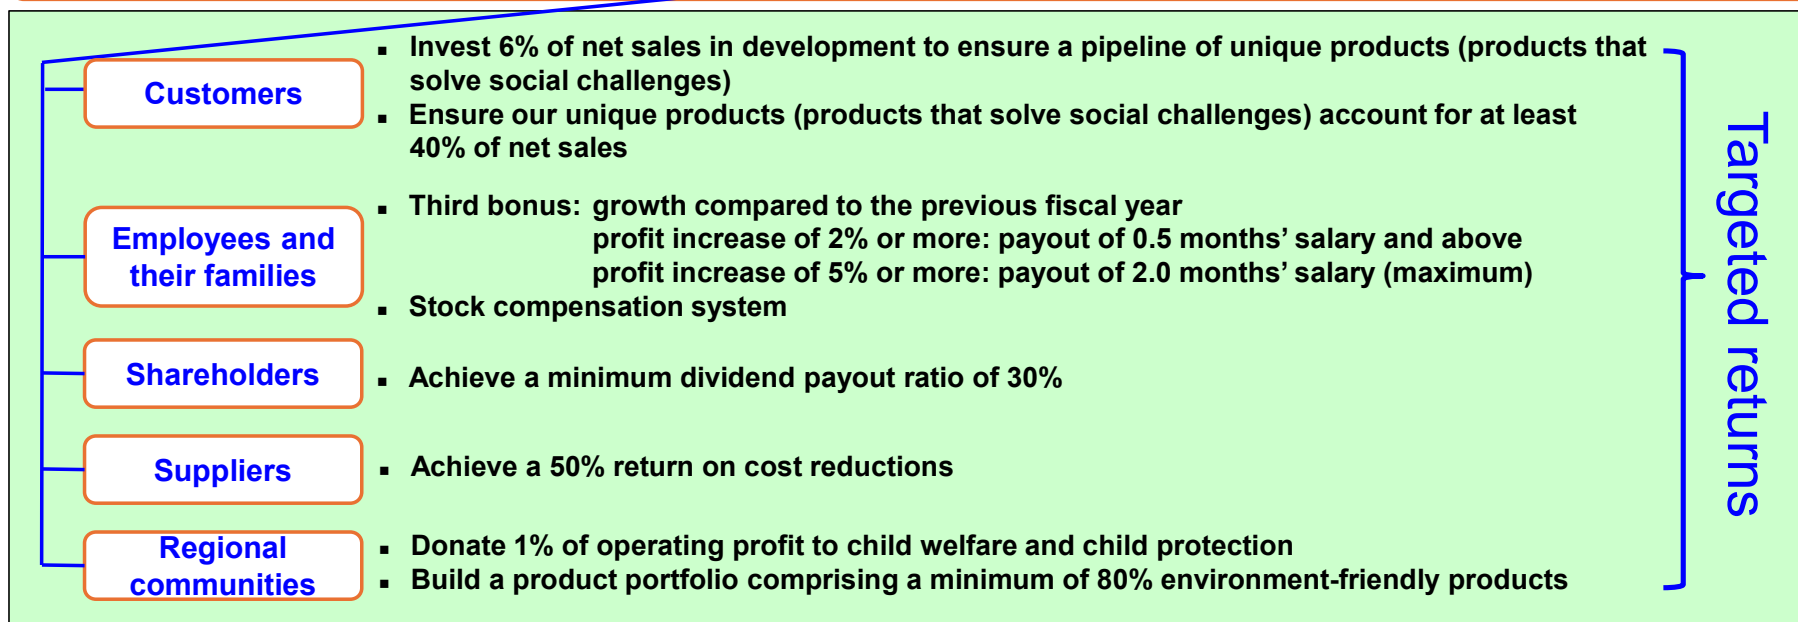 Customers
▪ Invest 6% of net sales in development to ensure a pipeline of unique products (products that
solve social challenges)
▪ Ensure our unique products (products that solve social challenges) account for at least
40% of net sales
Employees and
their families
▪ Third bonus: growth compared to the previous fiscal year
profit increase of 2% or more: payout of 0.5 months’ salary and above
profit increase of 5% or more: payout of 2.0 months’ salary (maximum)
▪ Stock compensation system
Shareholders
▪ Achieve a minimum dividend payout ratio of 30%
Suppliers
▪ Achieve a 50% return on cost reductions
Regional
communities
▪ Donate 1% of operating profit to child welfare and child protection
▪ Build a product portfolio comprising a minimum of 80% environment-friendly products
Targeted returns